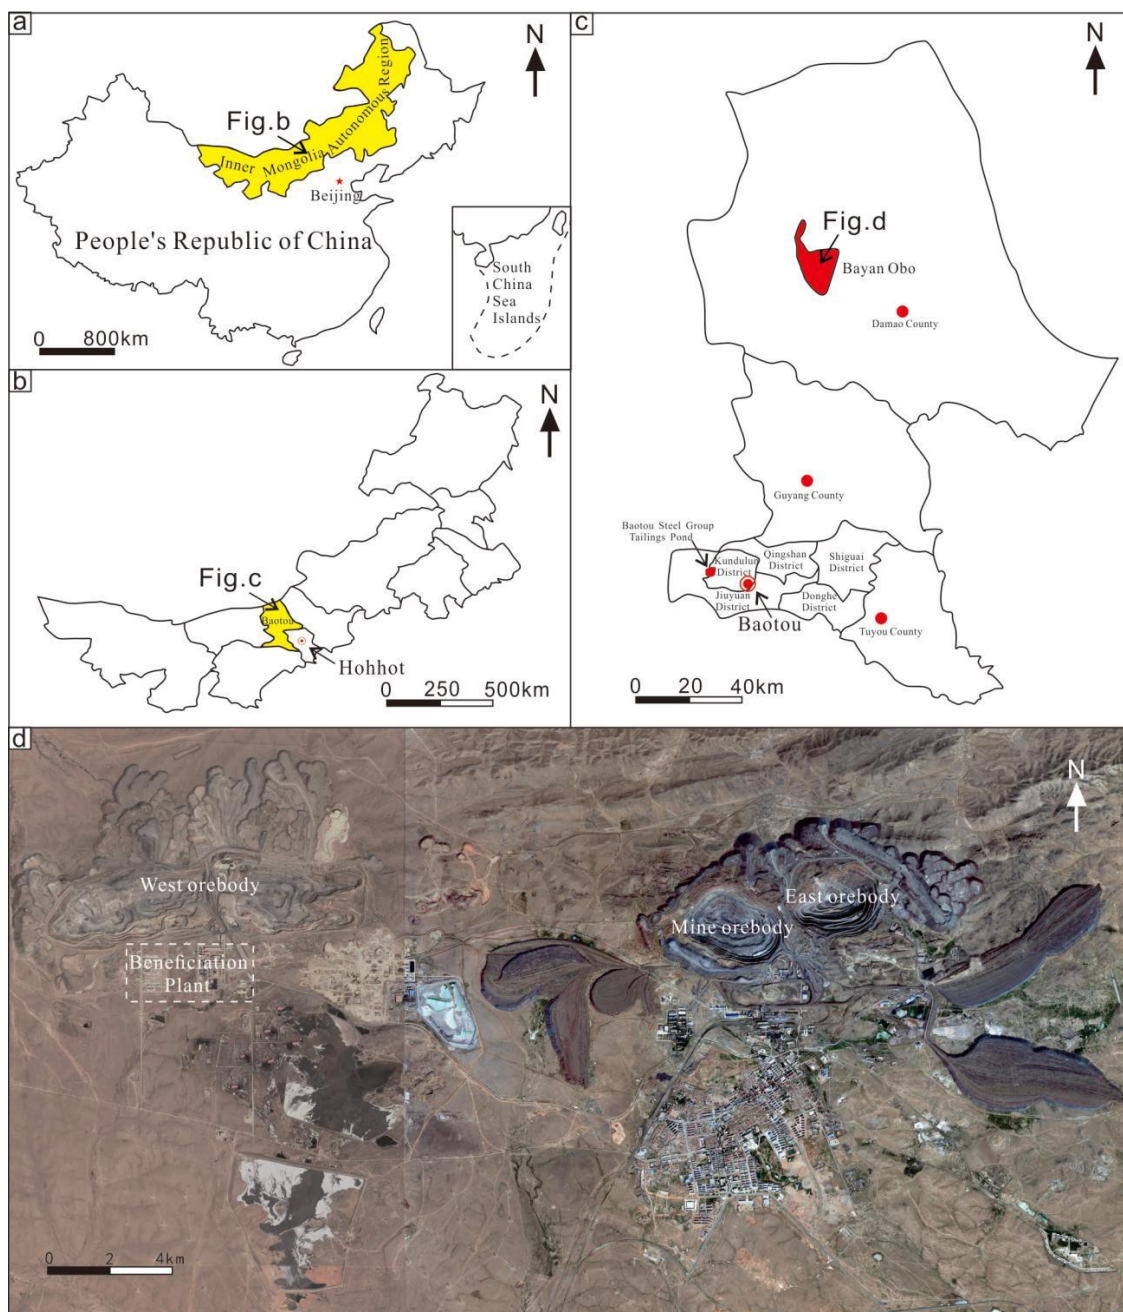 a
N
Inner Mongolia Autonomous Region
Fig.b
Beijing
People's Republic of China
South
China
Sea
Islands
0 800km
b
N
Fig.c
Baotou
Hohhot
0 250 500km
c
N
Fig.d
Bayan Obo
Damao County
Guyang County
Baotou Steel Group
Tailings Pond
Kundulun
District
Qingshan
District
Shiguai
District
Jiuyuan
District
Donghe
District
Baotou
Tuyou County
0 20 40km
d
N
West orebody
East orebody
Mine orebody
Beneficiation
Plant
0 2 4km